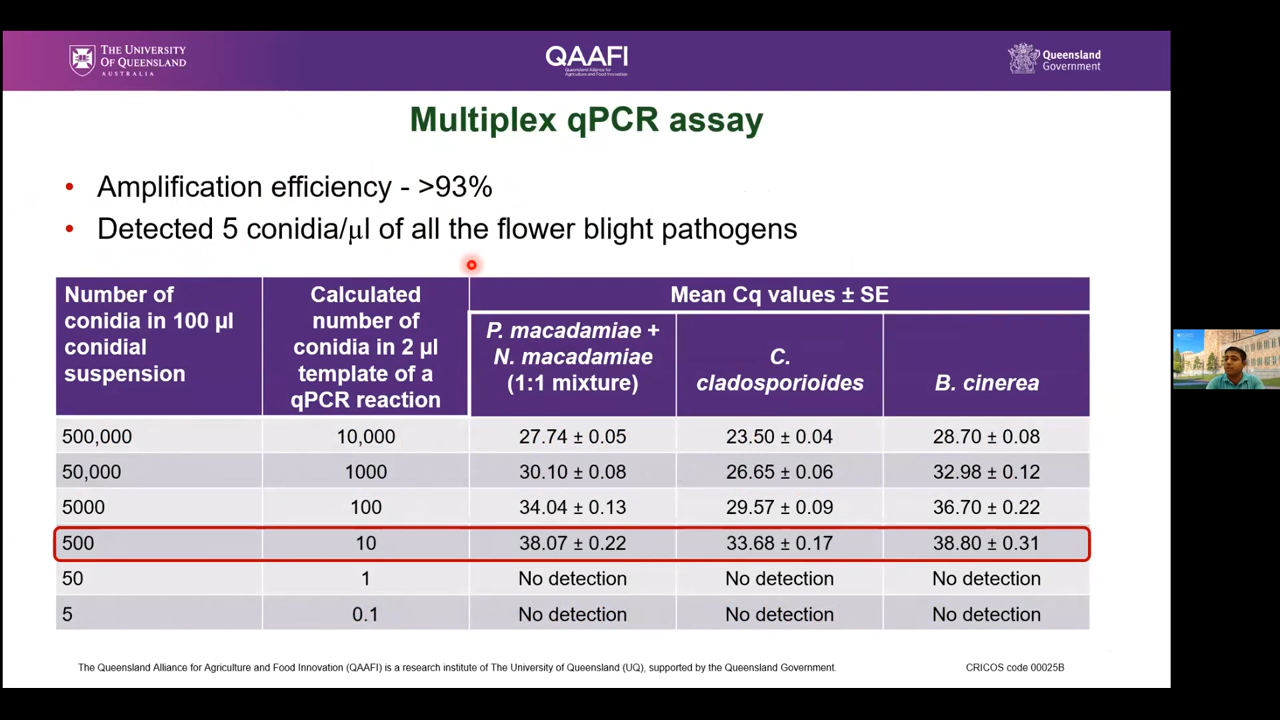 THE UNIVERSITY
OF QUEENSLAND
AUSTRALIA
QAAFI
Queensland Alliance for
Agriculture and Food Innovation
Queensland
Government
Multiplex qPCR assay
• Amplification efficiency - >93%
• Detected 5 conidia/µl of all the flower blight pathogens
Number of
conidia in 100 µl
conidial
suspension
Calculated
number of
conidia in 2 µl
template of a
qPCR reaction
Mean Cq values ± SE
P. macadamiae +
N. macadamiae
(1:1 mixture)
C.
cladosporioides
B. cinerea
500,000 10,000 27.74 ± 0.05 23.50 ± 0.04 28.70 ± 0.08
50,000 1000 30.10 ± 0.08 26.65 ± 0.06 32.98 ± 0.12
5000 100 34.04 ± 0.13 29.57 ± 0.09 36.70 ± 0.22
500 10 38.07 ± 0.22 33.68 ± 0.17 38.80 ± 0.31
50 1 No detection No detection No detection
5 0.1 No detection No detection No detection
The Queensland Alliance for Agriculture and Food Innovation (QAAFI) is a research institute of The University of Queensland (UQ), supported by the Queensland Government.
CRICOS code 00025B